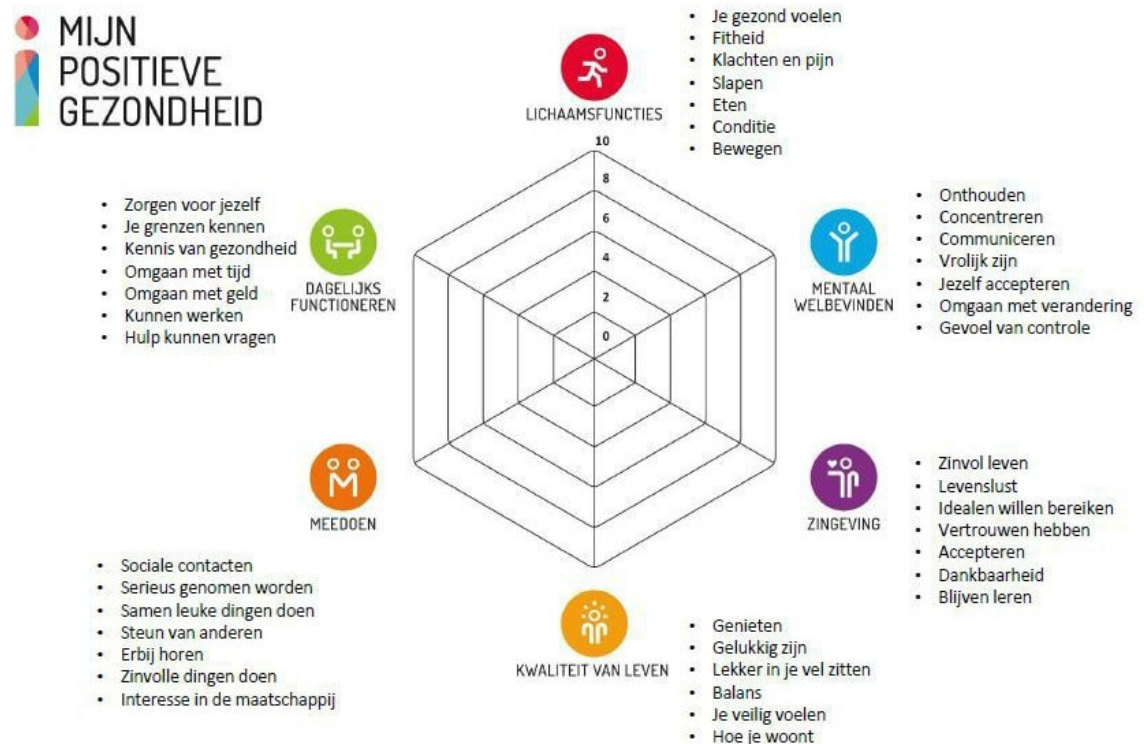 MIJN
POSITIEVE
GEZONDHEID
LICHAAMSFUNCTIES
• Je gezond voelen
• Fitheid
• Klachten en pijn
• Slapen
• Eten
• Conditie
• Bewegen
10
8
6
4
2
0
• Zorgen voor jezelf
• Je grenzen kennen
• Kennis van gezondheid
• Omgaan met tijd
• Omgaan met geld
• Kunnen werken
• Hulp kunnen vragen
DAGELIJKS
FUNCTIONEREN
MENTAAL
WELBEVINDEN
• Onthouden
• Concentreren
• Communiceren
• Vrolijk zijn
• Jezelf accepteren
• Omgaan met verandering
• Gevoel van controle
MEEDOEN
• Sociale contacten
• Serieus genomen worden
• Samen leuke dingen doen
• Steun van anderen
• Erbij horen
• Zinvolle dingen doen
• Interesse in de maatschappij
ZINGEVING
• Zinvol leven
• Levenslust
• Idealen willen bereiken
• Vertrouwen hebben
• Accepteren
• Dankbaarheid
• Blijven leren
KWALITEIT VAN LEVEN
• Genieten
• Gelukkig zijn
• Lekker in je vel zitten
• Balans
• Je veilig voelen
• Hoe je woont